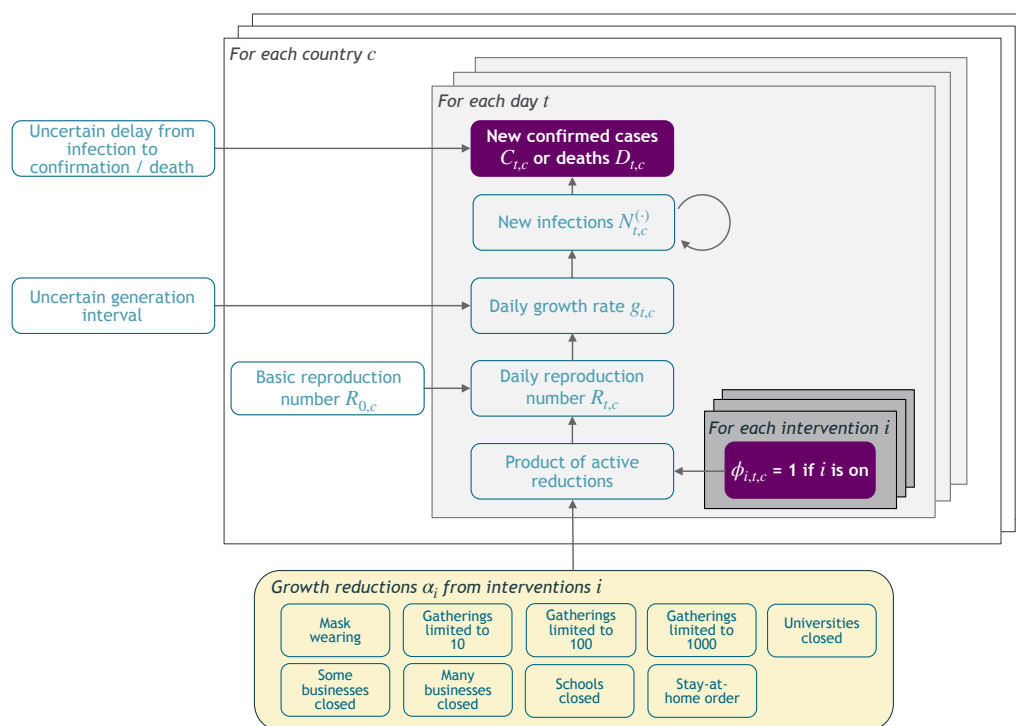 For each country c
For each day t
Uncertain delay from
infection to
confirmation / death
New confirmed cases
C_{t,c} or deaths D_{t,c}
New infections N_{t,c}^{(·)}
Uncertain generation
interval
Daily growth rate g_{t,c}
Basic reproduction
number R_{0,c}
Daily reproduction
number R_{t,c}
For each intervention i
Product of active
reductions
ϕ_{i,t,c} = 1 if i is on
Growth reductions α_i from interventions i
Mask
wearing
Gatherings
limited to
10
Gatherings
limited to
100
Gatherings
limited to
1000
Universities
closed
Some
businesses
closed
Many
businesses
closed
Schools
closed
Stay-at-
home order